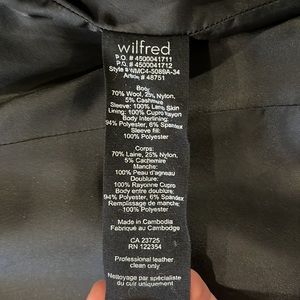 wilfred
P.O. # 4500041711
P.O. # 4500041712
Style # WMC4-5089A-34
Article # 48751
Body:
70% Wool, 25% Nylon,
5% Cashmere
Sleeve: 100% Lamb Skin
Lining: 100% Cupro Rayon
Body Interlining:
94% Polyester, 6% Spandex
Sleeve fill:
100% Polyester
Corps:
70% Laine, 25% Nylon,
5% Cachemire
Manche:
100% Peau d'agneau
Doublure:
100% Rayonne Cupro
Body entre doublure:
94% Polyester, 6% Spandex
Remplissage de manche:
100% Polyester
Made in Cambodia
Fabriqué au Cambodge
CA 23725
RN 122354
Professional leather
clean only
Nettoyage par spécialiste
du cuir uniquement